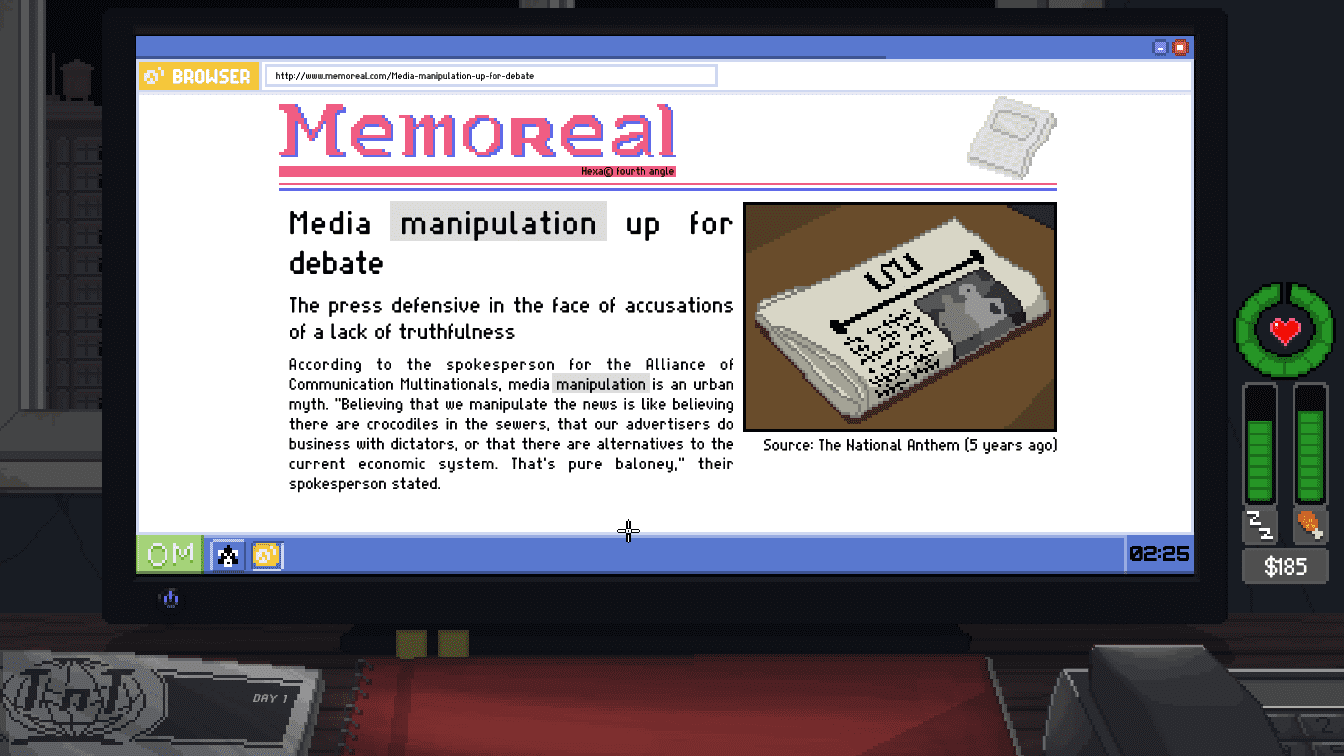 BROWSER
http://www.memoreal.com/Media-manipulation-up-for-debate
Memoreal
Hexa© fourth angle
Media manipulation up for
debate
The press defensive in the face of accusations
of a lack of truthfulness
According to the spokesperson for the Alliance of
Communication Multinationals, media manipulation is an urban
myth. "Believing that we manipulate the news is like believing
there are crocodiles in the sewers, that our advertisers do
business with dictators, or that there are alternatives to the
current economic system. That's pure baloney," their
spokesperson stated.
Source: The National Anthem (5 years ago)
OM
02:25
$185
TnT
DAY 1